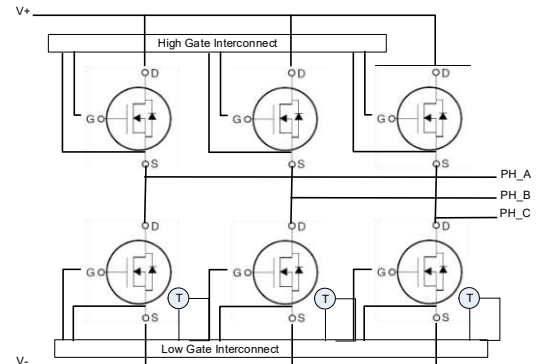 V+
High Gate Interconnect
D D D
G G G
S S S
PH_A
PH_B
PH_C
D D D
G G G
T T T
S S S
Low Gate Interconnect
V-